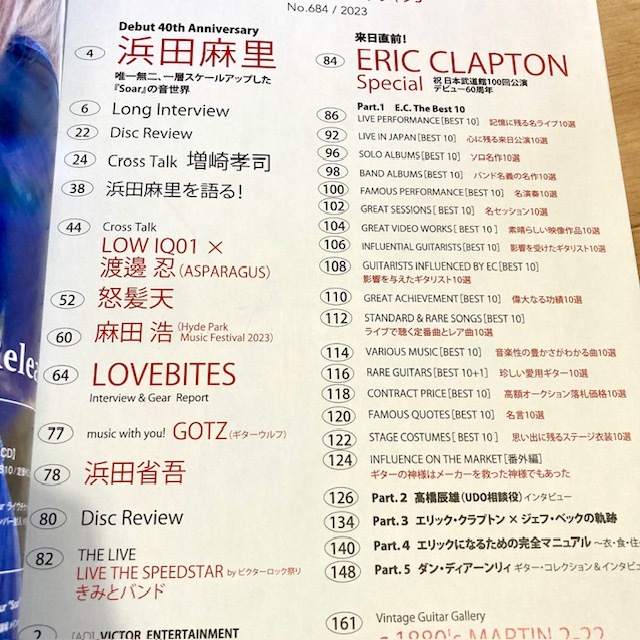 No.684 / 2023
Debut 40th Anniversary
4 浜田麻里
唯一無二、一層スケールアップした
『Soar』の音世界
6 Long Interview
22 Disc Review
24 Cross Talk 増崎孝司
38 浜田麻里を語る!
44 Cross Talk
LOW IQ01 ×
渡邊 忍(ASPARAGUS)
52 怒髪天
60 麻田 浩(Hyde Park
Music Festival 2023)
64 LOVEBITES
Interview & Gear Report
77 music with you! GOTZ(ギターウルフ)
78 浜田省吾
80 Disc Review
82 THE LIVE
LIVE THE SPEEDSTAR by ビクターロック祭り
きみとバンド
2 [AD] VICTOR ENTERTAINMENT
来日直前!
84 ERIC CLAPTON
Special 祝 日本武道館100回公演
デビュー60周年
Part.1 E.C. The Best 10
86 LIVE PERFORMANCE[BEST 10] 記憶に残る名ライブ10選
92 LIVE IN JAPAN[BEST 10] 心に残る来日公演10選
96 SOLO ALBUMS[BEST 10] ソロ名作10選
98 BAND ALBUMS[BEST 10] バンド名義の名作10選
100 FAMOUS PERFORMANCE[BEST 10] 名演奏10選
102 GREAT SESSIONS[ BEST 10] 名セッション10選
104 GREAT VIDEO WORKS[ BEST 10] 素晴らしい映像作品10選
106 INFLUENTIAL GUITARISTS[BEST 10] 影響を受けたギタリスト10選
108 GUITARISTS INFLUENCED BY EC[BEST 10]
影響を与えたギタリスト10選
110 GREAT ACHIEVEMENT[BEST 10] 偉大なる功績10選
112 STANDARD & RARE SONGS[BEST 10]
ライブで聴く定番曲とレア曲10選
114 VARIOUS MUSIC[BEST 10] 音楽性の豊かさがわかる曲10選
116 RARE GUITARS[BEST 10+1] 珍しい愛用ギター10選
118 CONTRACT PRICE[BEST 10] 高額オークション落札価格10選
120 FAMOUS QUOTES[BEST 10] 名言10選
122 STAGE COSTUMES[ BEST 10] 思い出に残るステージ衣装10選
124 INFLUENCE ON THE MARKET[番外編]
ギターの神様はメーカーを救った神様でもあった
126 Part. 2 髙橋辰雄(UDO相談役)インタビュー
134 Part. 3 エリック・クラプトン × ジェフ・ベックの軌跡
140 Part. 4 エリックになるための完全マニュアル 〜衣・食・住
148 Part. 5 ダン・ディアーンリィ ギター・コレクション&インタビ
161 Vintage Guitar Gallery
c.1880's MARTIN 2-22